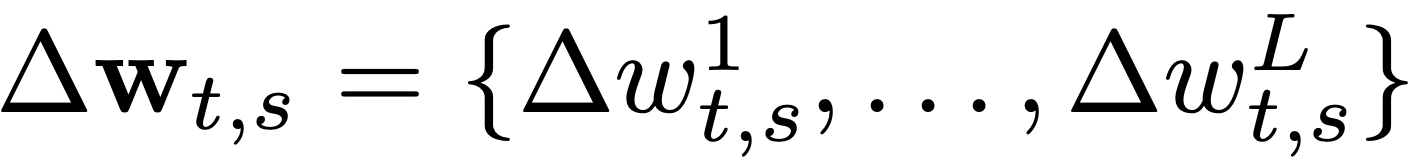 Δ𝐰_{t,s} = {Δw^1_{t,s}, . . . , Δw^L_{t,s}}